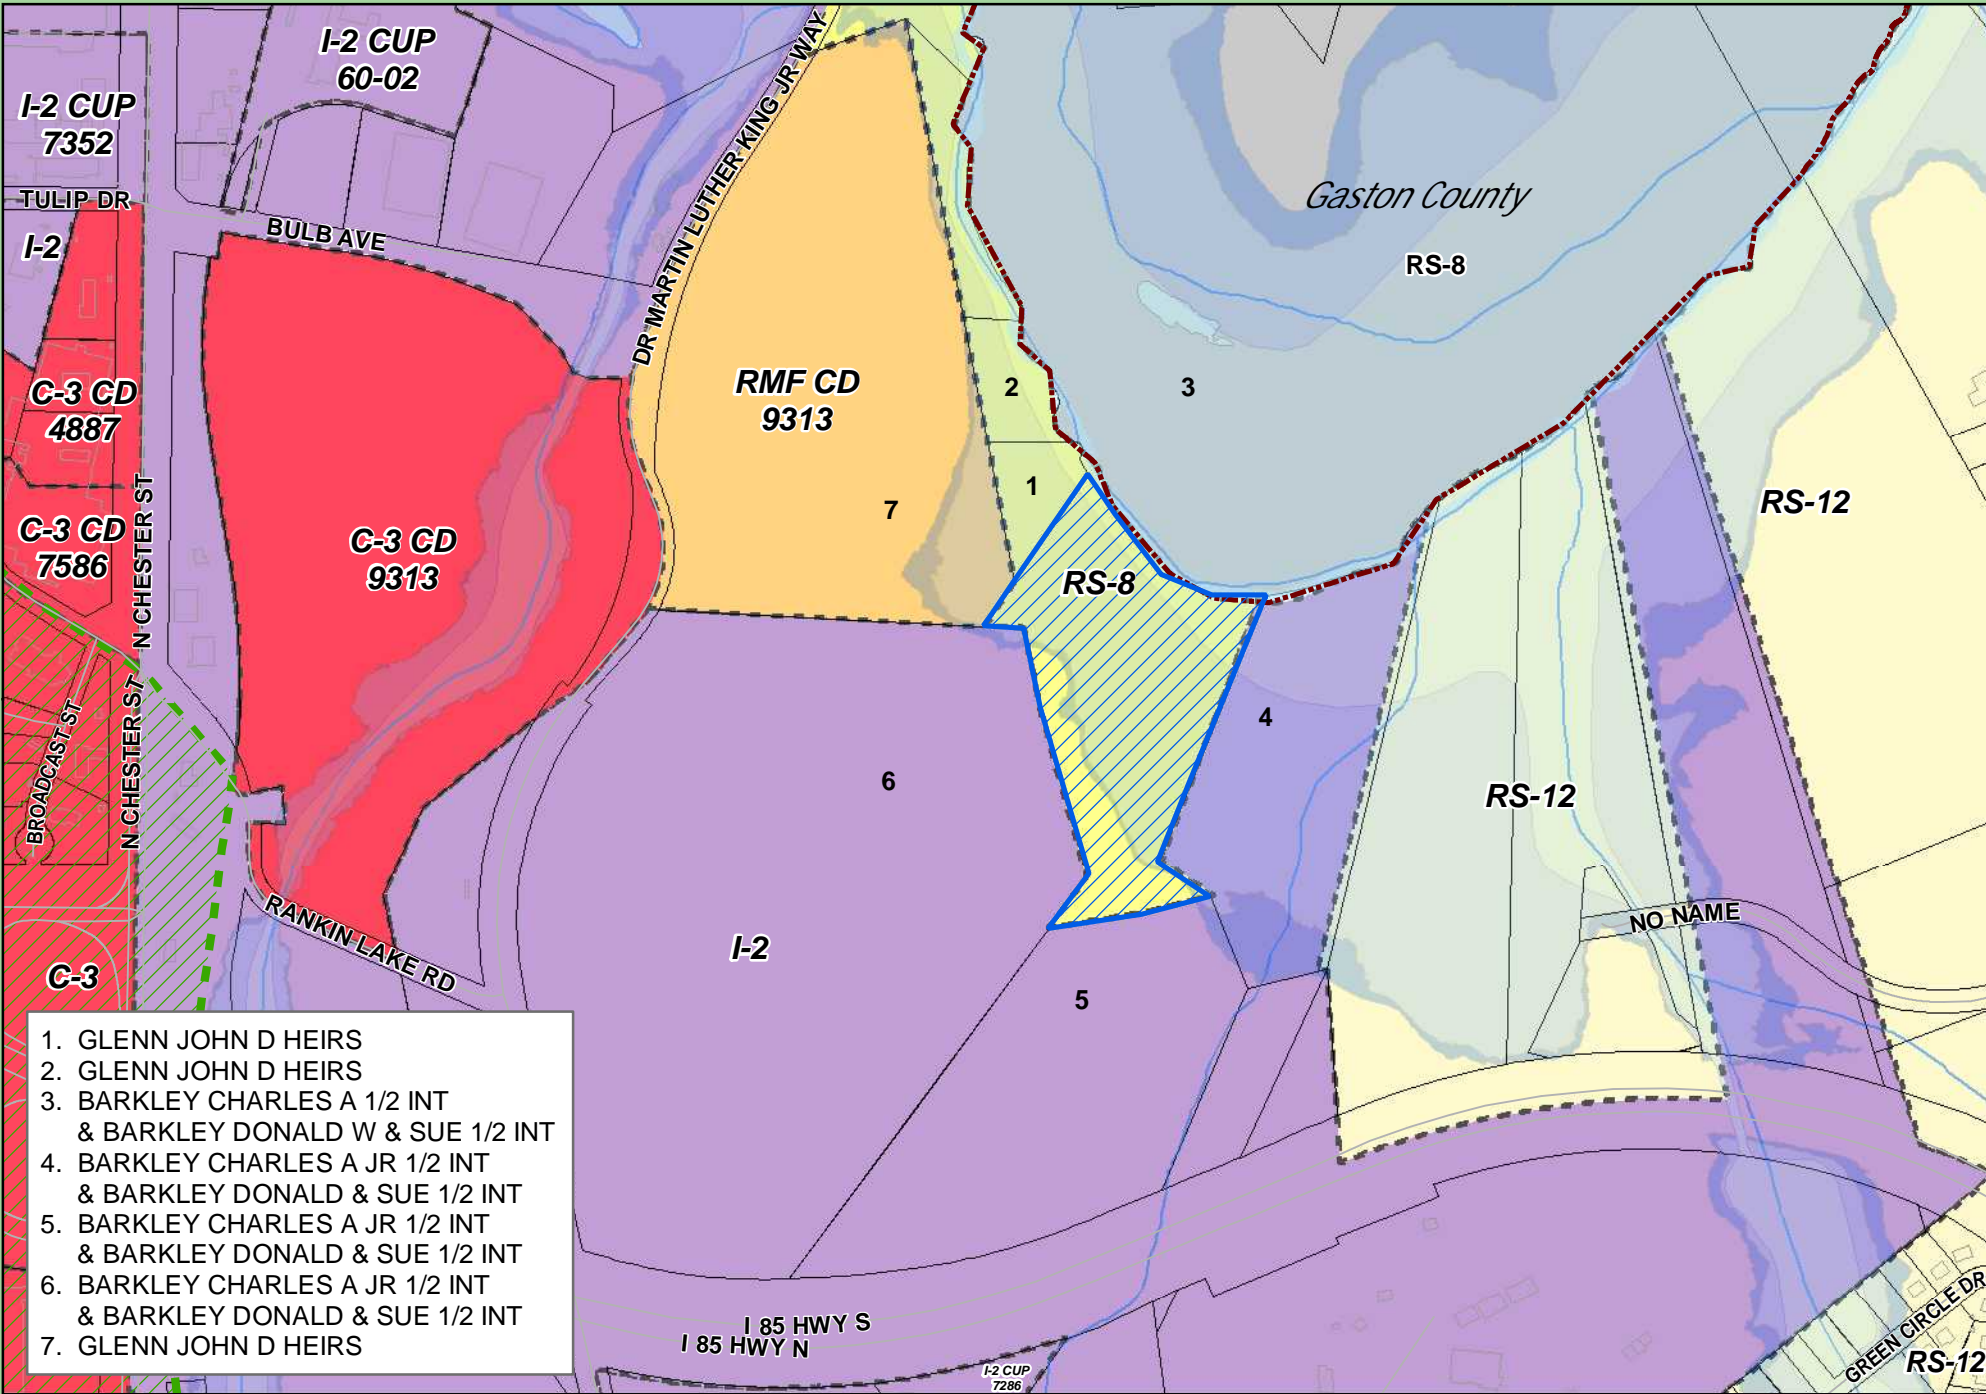 I-2 CUP
60-02
I-2 CUP
7352
TULIP DR
I-2
BULB AVE
DR MARTIN LUTHER KING JR WAY
Gaston County
RS-8
C-3 CD
4887
RMF CD
9313
2
3
1
7
N CHESTER ST
C-3 CD
7586
C-3 CD
9313
RS-8
RS-12
4
6
RS-12
BROADCAST ST
N CHESTER ST
NO NAME
RANKIN LAKE RD
I-2
C-3
5
1. GLENN JOHN D HEIRS
2. GLENN JOHN D HEIRS
3. BARKLEY CHARLES A 1/2 INT
& BARKLEY DONALD W & SUE 1/2 INT
4. BARKLEY CHARLES A JR 1/2 INT
& BARKLEY DONALD & SUE 1/2 INT
5. BARKLEY CHARLES A JR 1/2 INT
& BARKLEY DONALD & SUE 1/2 INT
6. BARKLEY CHARLES A JR 1/2 INT
& BARKLEY DONALD & SUE 1/2 INT
7. GLENN JOHN D HEIRS
I 85 HWY S
I 85 HWY N
I-2 CUP
7286
GREEN CIRCLE DR
RS-12